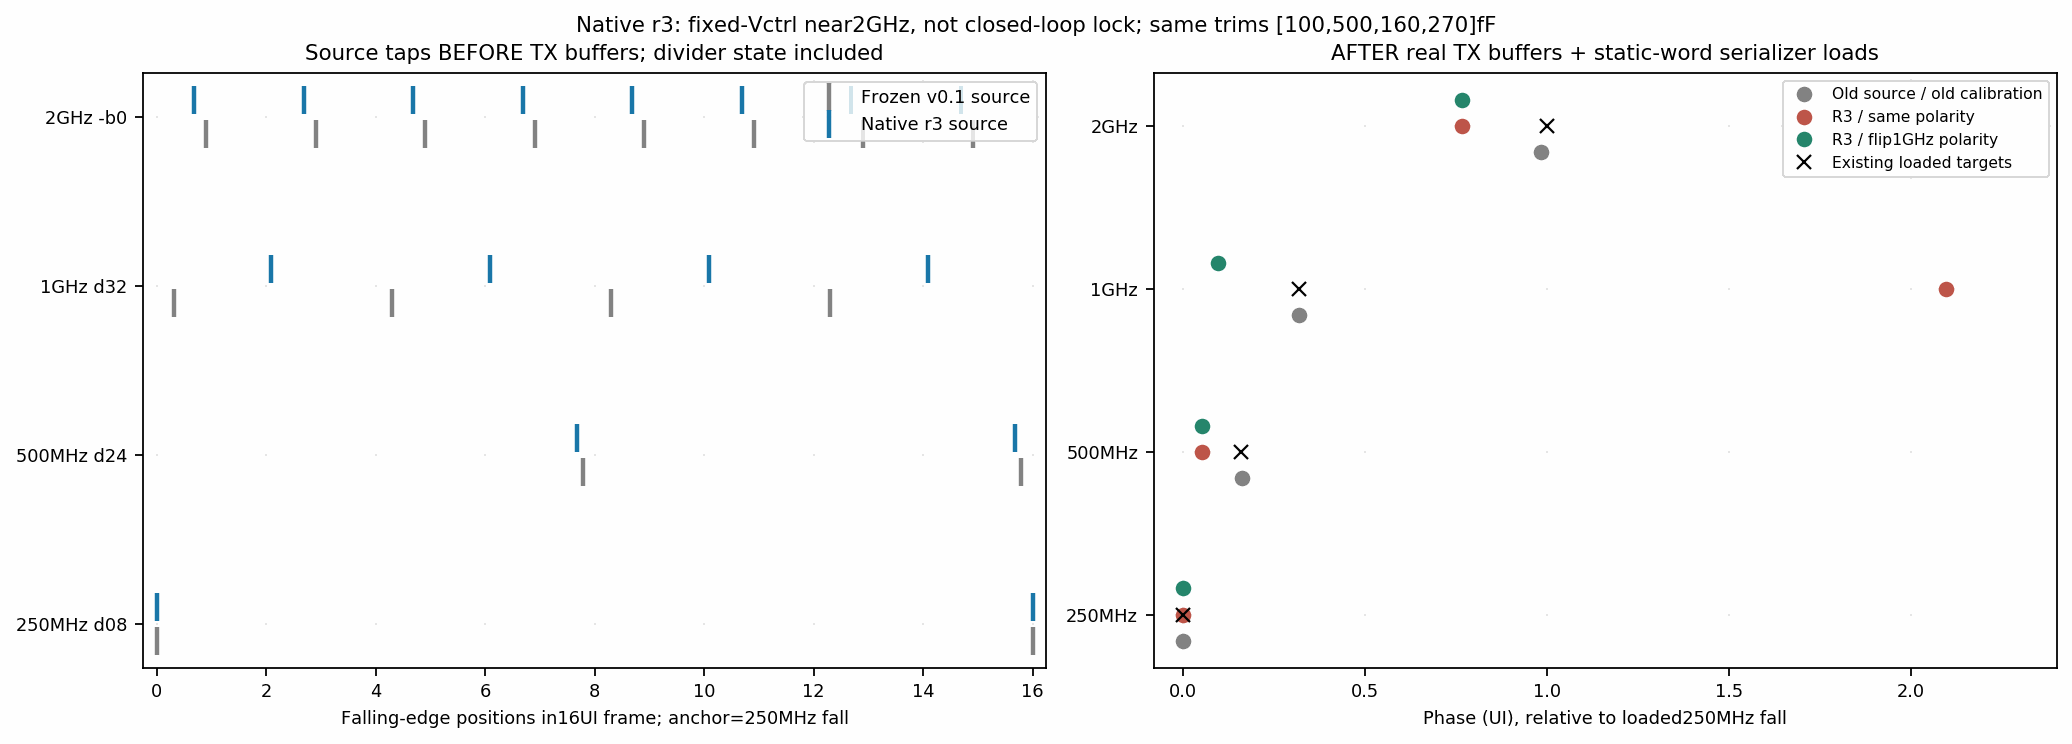 Native r3: fixed-Vctrl near2GHz, not closed-loop lock; same trims [100,500,160,270]fF
Source taps BEFORE TX buffers; divider state included
Frozen v0.1 source
Native r3 source
2GHz -b0
1GHz d32
500MHz d24
250MHz d08
0 2 4 6 8 10 12 14 16
Falling-edge positions in16UI frame; anchor=250MHz fall
AFTER real TX buffers + static-word serializer loads
Old source / old calibration
R3 / same polarity
R3 / flip1GHz polarity
Existing loaded targets
2GHz
1GHz
500MHz
250MHz
0.0 0.5 1.0 1.5 2.0
Phase (UI), relative to loaded250MHz fall